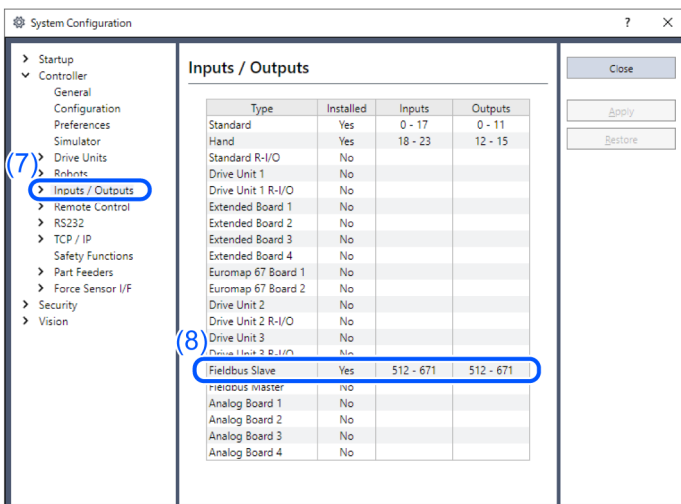 System Configuration ? ×
Startup
Controller
General
Configuration
Preferences
Simulator
(7)
Drive Units
Robots
Inputs / Outputs
Remote Control
RS232
TCP / IP
Safety Functions
Part Feeders
Force Sensor I/F
Security
Vision
Inputs / Outputs
Type Installed Inputs Outputs
Standard Yes 0 - 17 0 - 11
Hand Yes 18 - 23 12 - 15
Standard R-I/O No
Drive Unit 1 No
Drive Unit 1 R-I/O No
Extended Board 1 No
Extended Board 2 No
Extended Board 3 No
Extended Board 4 No
Euromap 67 Board 1 No
Euromap 67 Board 2 No
Drive Unit 2 No
Drive Unit 2 R-I/O No
Drive Unit 3 No
(8)
Drive Unit 3 R-I/O No
Fieldbus Slave Yes 512 - 671 512 - 671
Fieldbus Master No
Analog Board 1 No
Analog Board 2 No
Analog Board 3 No
Analog Board 4 No
Close
Apply
Restore